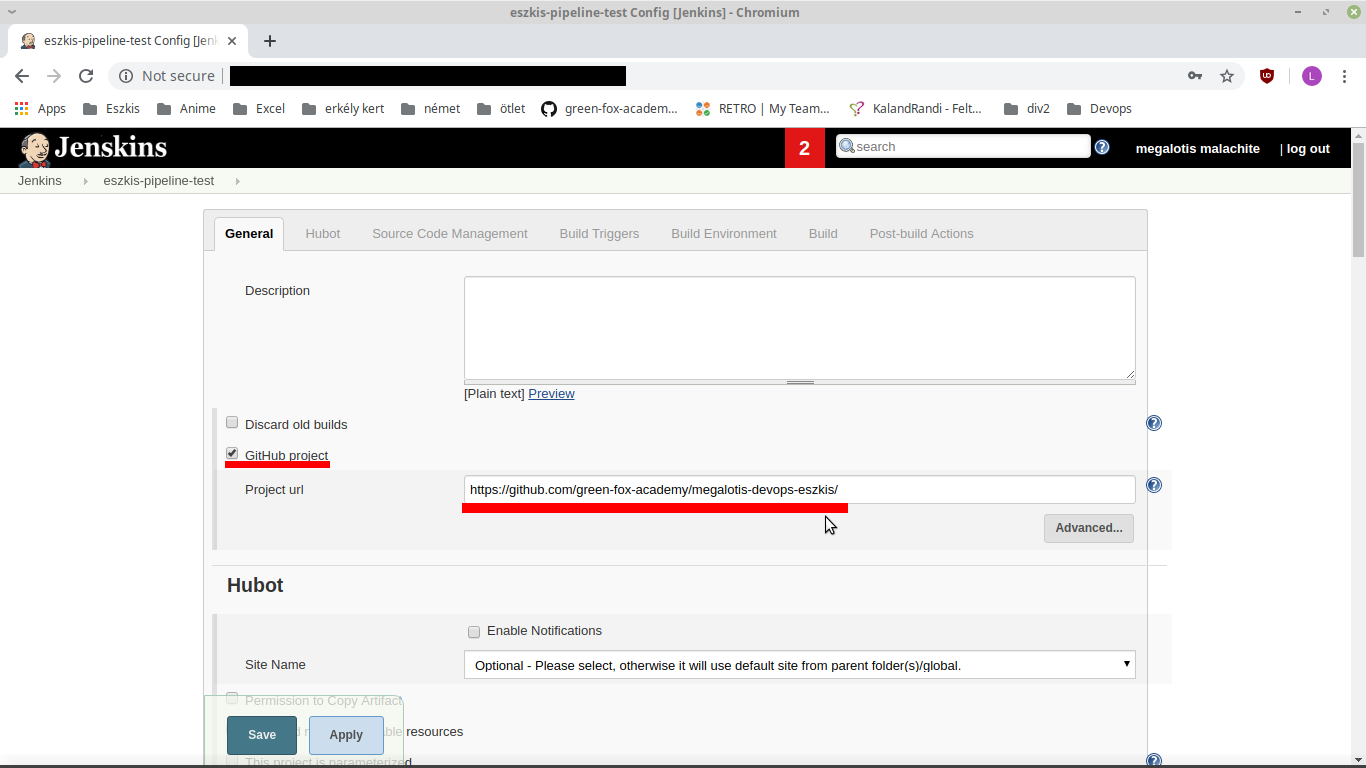 eszkis-pipeline-test Config [Jenkins] - Chromium
eszkis-pipeline-test Config [Jen
Not secure
Apps Eszkis Anime Excel erkély kert német ötlet green-fox-academ... RETRO | My Team... KalandRandi - Felt... div2 Devops
UD
L
Jenskins 2 search megalotis malachite | log out
Jenkins eszkis-pipeline-test
General Hubot Source Code Management Build Triggers Build Environment Build Post-build Actions
Description
[Plain text] Preview
Discard old builds
GitHub project
Project url https://github.com/green-fox-academy/megalotis-devops-eszkis/
Advanced...
Hubot
Enable Notifications
Site Name Optional - Please select, otherwise it will use default site from parent folder(s)/global.
Permission to Copy Artifact
resources
Save Apply
This project is parameterized